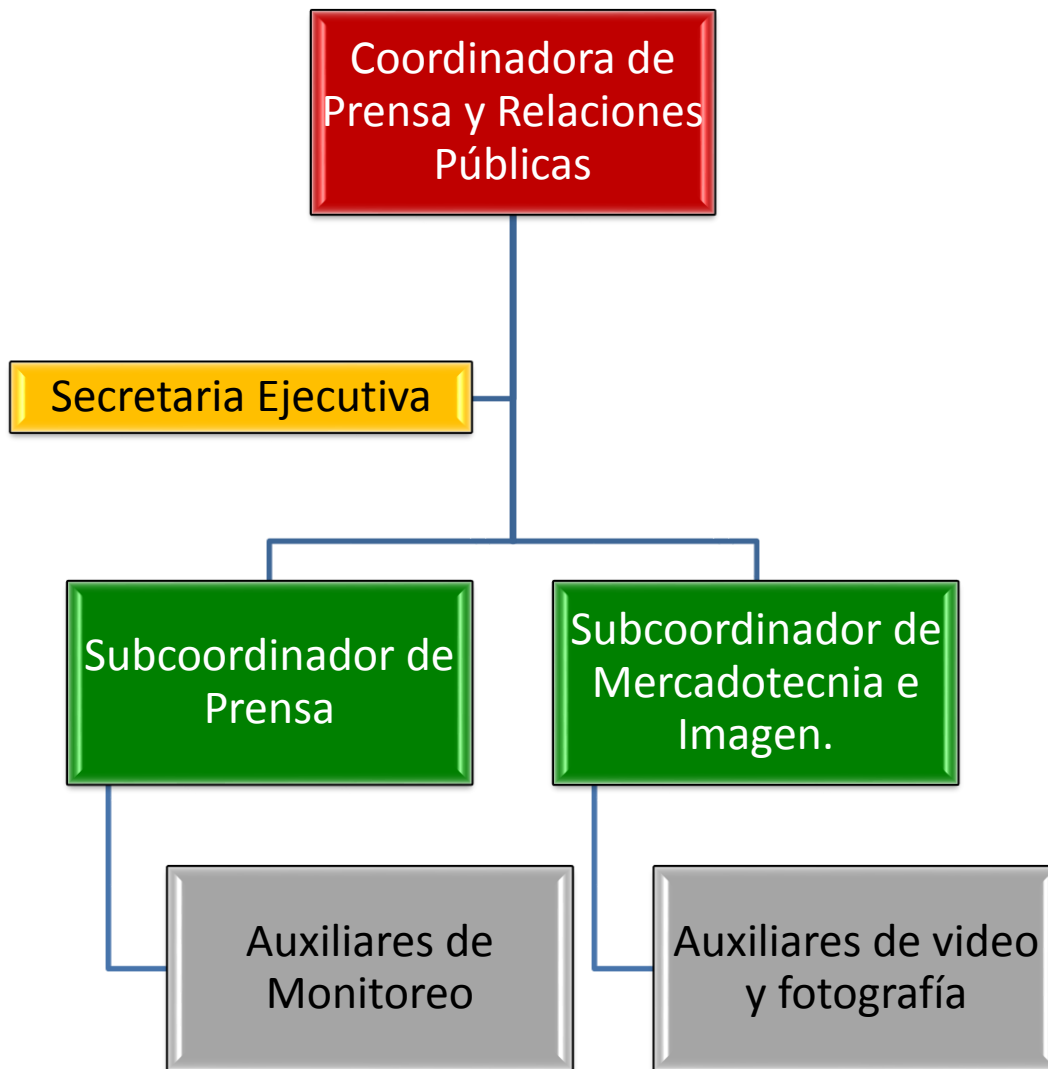 Coordinadora de
Prensa y Relaciones
Públicas
Secretaria Ejecutiva
Subcoordinador de
Prensa
Subcoordinador de
Mercadotecnia e
Imagen.
Auxiliares de
Monitoreo
Auxiliares de video
y fotografía